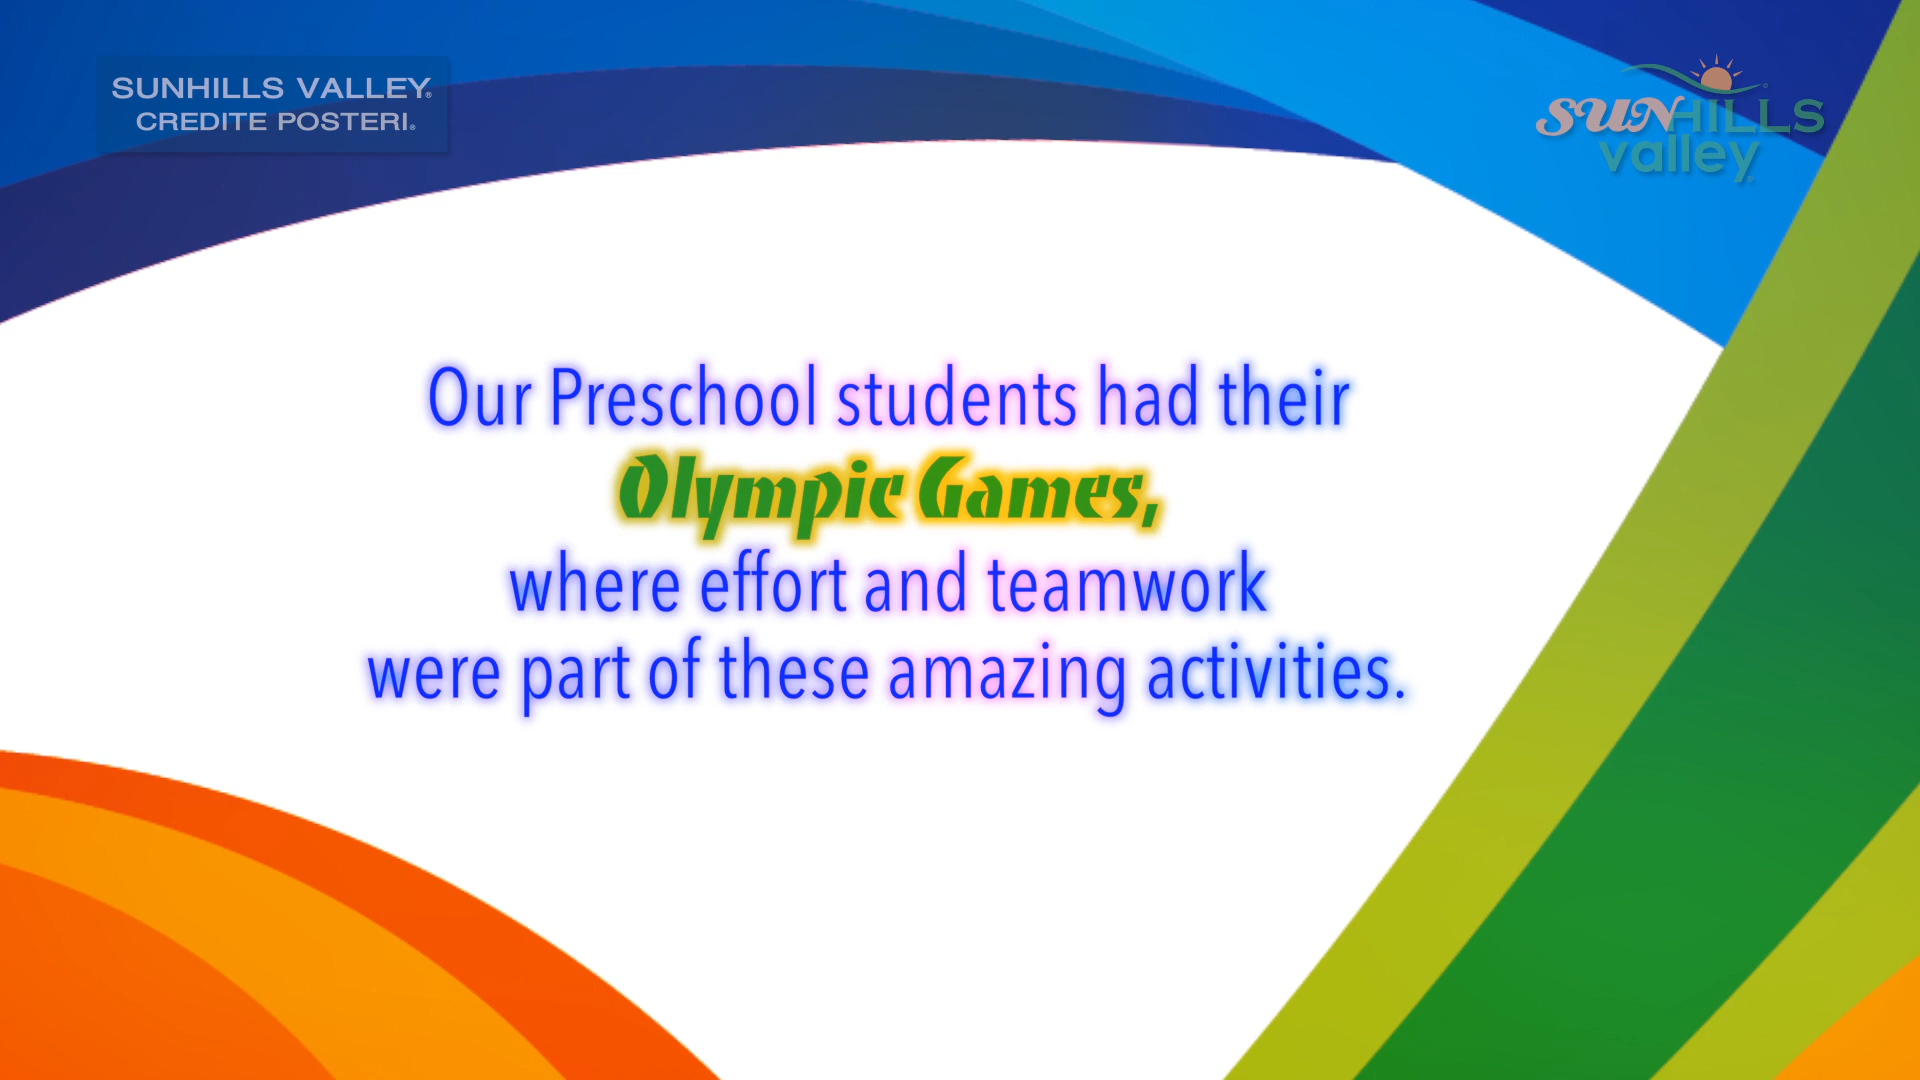 SUNHILLS VALLEY®
CREDITE POSTERI®
SUNHILLS
valley®
Our Preschool students had their
Olympic Games,
where effort and teamwork
were part of these amazing activities.